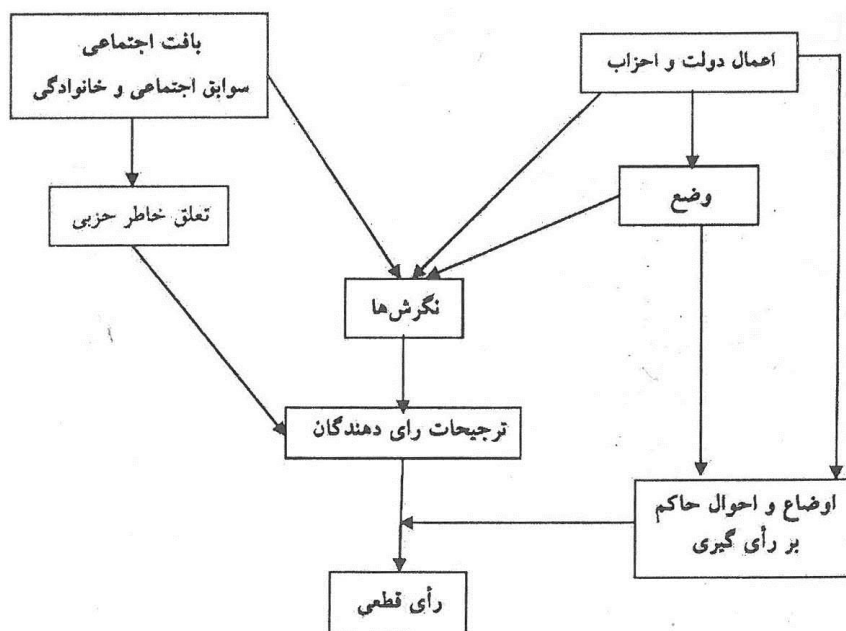 بافت اجتماعی
سوابق اجتماعی و خانوادگی
اعمال دولت و احزاب
تعلق خاطر حزبی
وضع
نگرش‌ها
ترجیحات رای دهندگان
اوضاع و احوال حاکم
بر رأی گیری
رأی قطعی